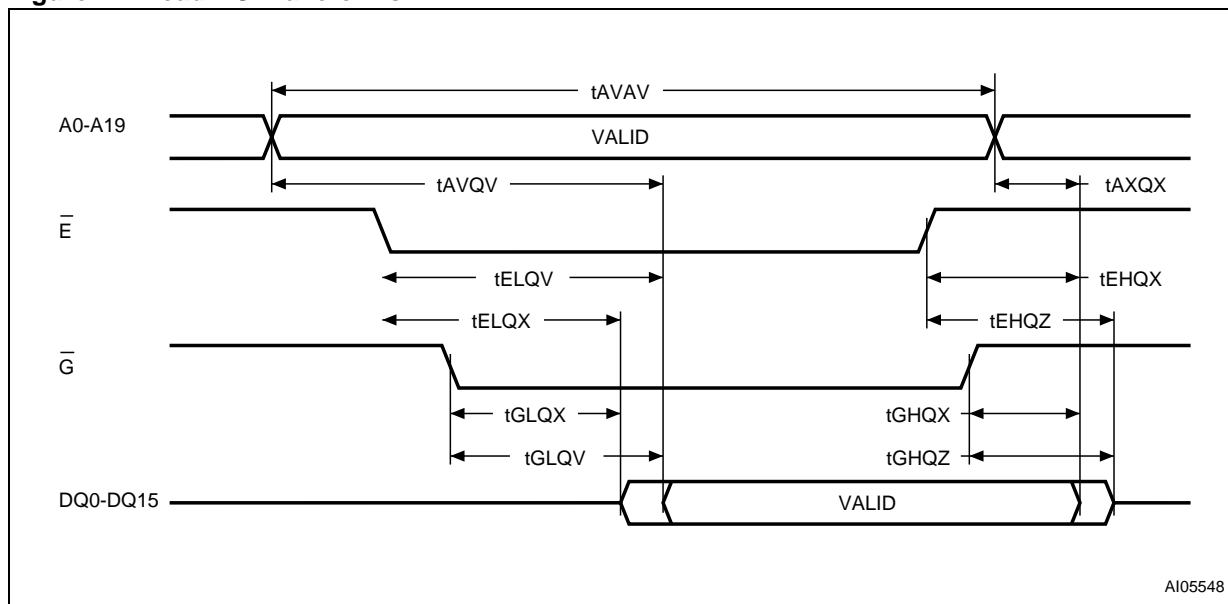 tAVAV
A0-A19
VALID
tAVQV
tAXQX
E
tELQV
tEHQX
tELQX
tEHQZ
G
tGLQX
tGHQX
tGLQV
tGHQZ
DQ0-DQ15
VALID
AI05548